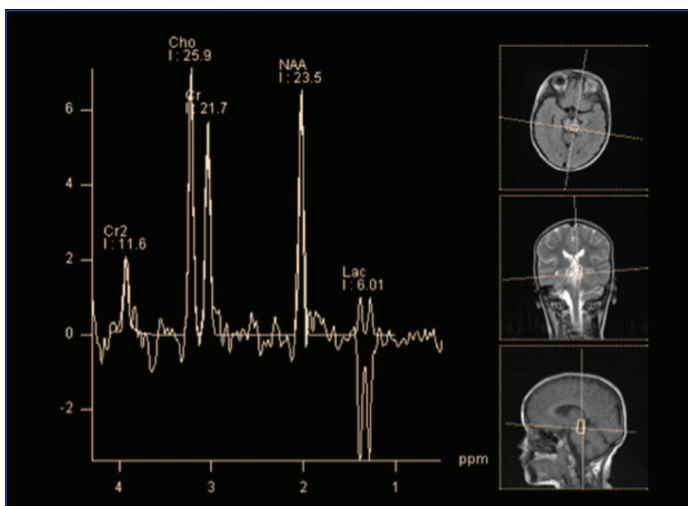 Cho
I : 25.9
NAA
I : 23.5
Cr
I : 21.7
6
4
Cr2
I : 11.6
2
Lac
I : 6.01
0
-2
ppm
4 3 2 1